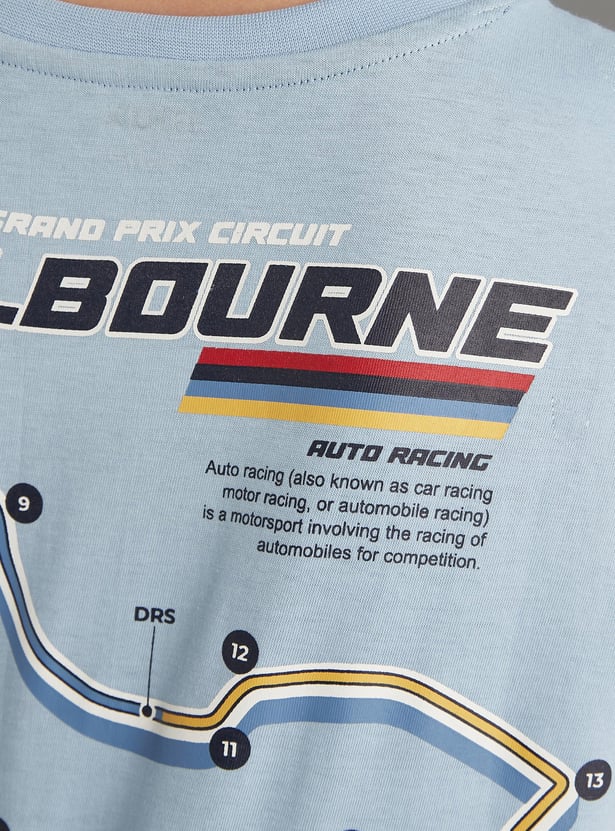 GRAND PRIX CIRCUIT
LBOURNE
AUTO RACING
Auto racing (also known as car racing
motor racing, or automobile racing)
is a motorsport involving the racing of
automobiles for competition.
9
DRS
12
11
13